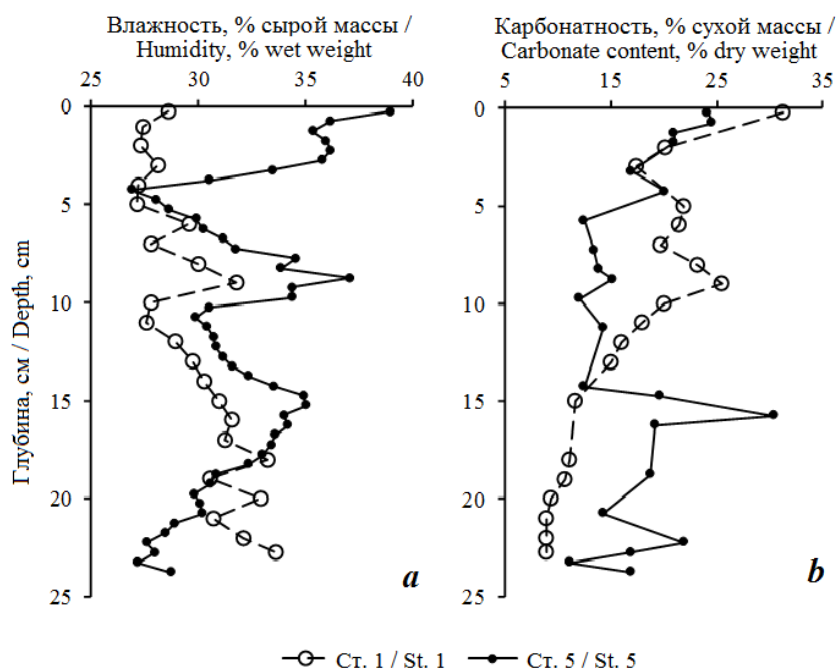 Влажность, % сырой массы /
Humidity, % wet weight
25 30 35 40
0
5
10
15
20
25
Глубина, см / Depth, cm
a
Карбонатность, % сухой массы /
Carbonate content, % dry weight
5 15 25
0
5
10
15
20
25
b
Ст. 1 / St. 1 Ст. 5 / St. 5